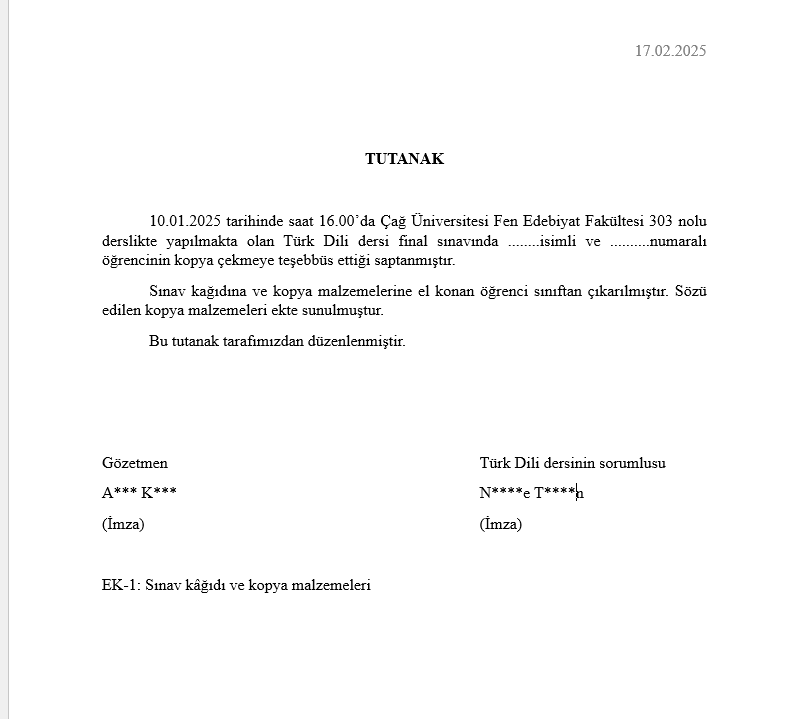 17.02.2025
TUTANAK
10.01.2025 tarihinde saat 16.00’da Çağ Üniversitesi Fen Edebiyat Fakültesi 303 nolu
derslikte yapılmakta olan Türk Dili dersi final sınavında ........isimli ve ..........numaralı
öğrencinin kopya çekmeye teşebbüs ettiği saptanmıştır.
Sınav kağıdına ve kopya malzemelerine el konan öğrenci sınıftan çıkarılmıştır. Sözü
edilen kopya malzemeleri ekte sunulmuştur.
Bu tutanak tarafımızdan düzenlenmiştir.
Gözetmen
Türk Dili dersinin sorumlusu
A*** K***
N****e T****n
(İmza)
(İmza)
EK-1: Sınav kâğıdı ve kopya malzemeleri